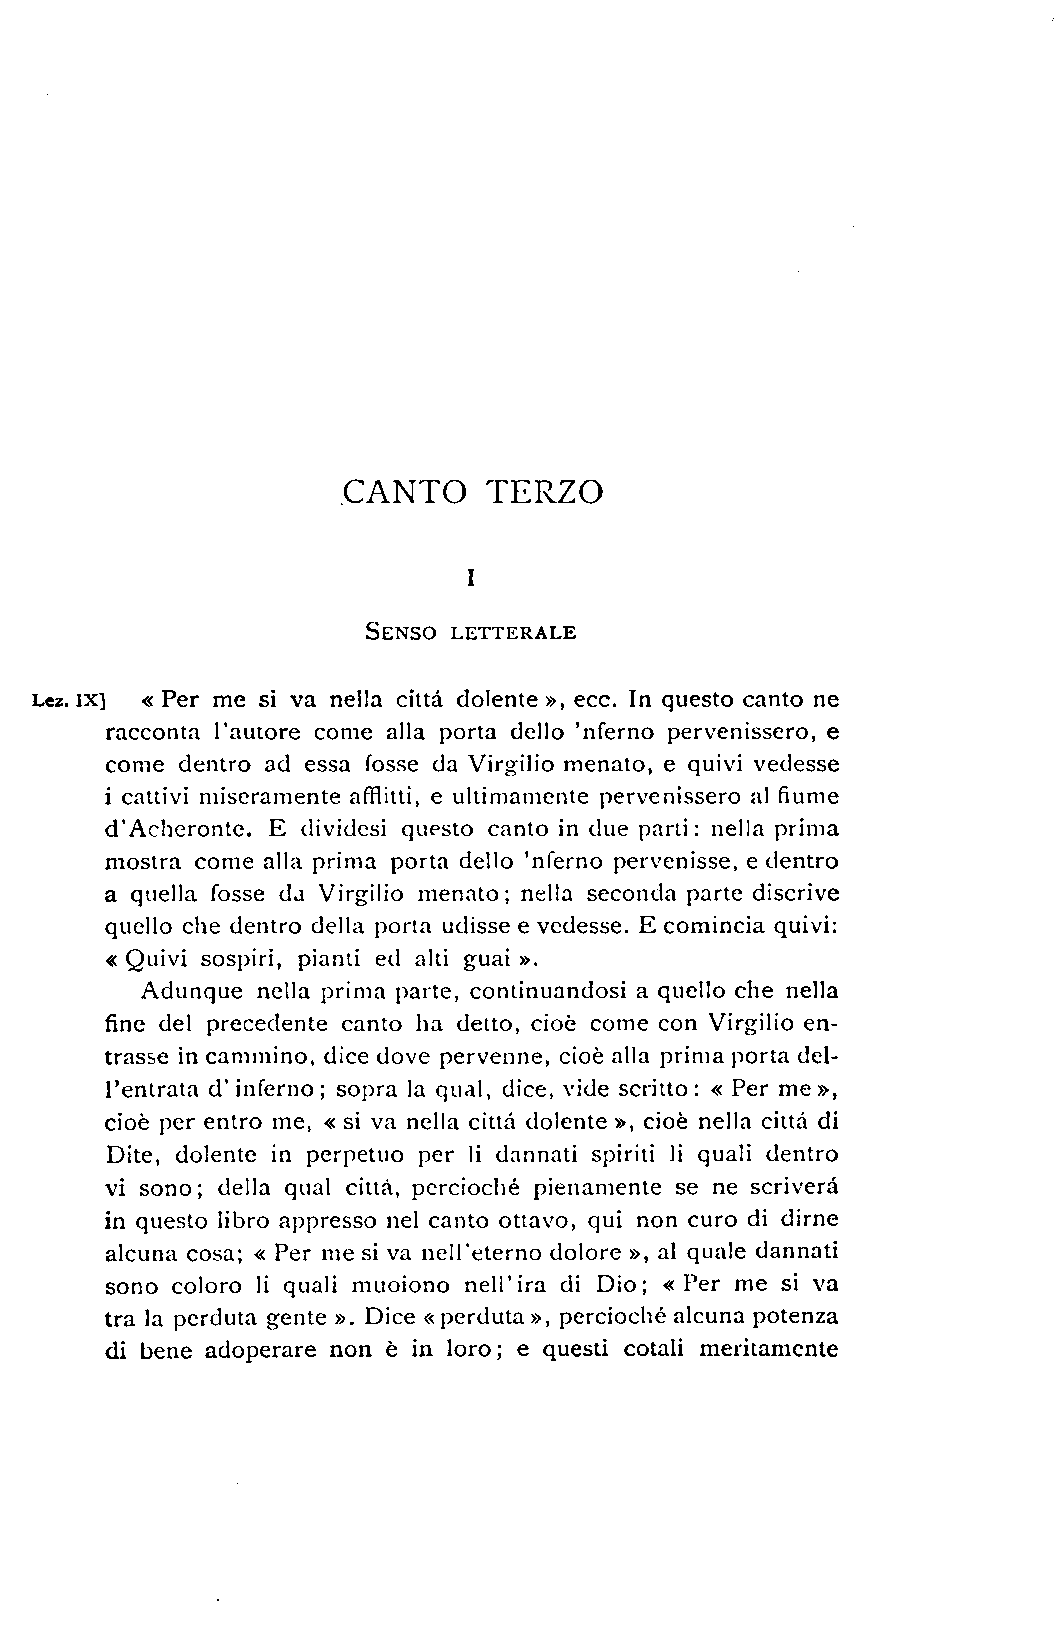 CANTO TERZO
I
SENSO LETTERALE
Lez. IX] « Per me si va nella cittá dolente », ecc. In questo canto ne
racconta l'autore come alla porta dello 'nferno pervenissero, e
come dentro ad essa fosse da Virgilio menato, e quivi vedesse
i cattivi miseramente afflitti, e ultimamente pervenissero al fiume
d'Acheronte. E dividesi questo canto in due parti: nella prima
mostra come alla prima porta dello 'nferno pervenisse, e dentro
a quella fosse da Virgilio menato; nella seconda parte discrive
quello che dentro della porta udisse e vedesse. E comincia quivi:
« Quivi sospiri, pianti ed alti guai ».
Adunque nella prima parte, continuandosi a quello che nella
fine del precedente canto ha detto, cioè come con Virgilio en-
trasse in cammino, dice dove pervenne, cioè alla prima porta del-
l'entrata d'inferno; sopra la qual, dice, vide scritto: « Per me »,
cioè per entro me, « si va nella cittá dolente », cioè nella cittá di
Dite, dolente in perpetuo per li dannati spiriti li quali dentro
vi sono; della qual cittá, percioché pienamente se ne scriverá
in questo libro appresso nel canto ottavo, qui non curo di dirne
alcuna cosa; « Per me si va nell'eterno dolore », al quale dannati
sono coloro li quali muoiono nell'ira di Dio; « Per me si va
tra la perduta gente ». Dice « perduta », percioché alcuna potenza
di bene adoperare non è in loro; e questi cotali meritamente